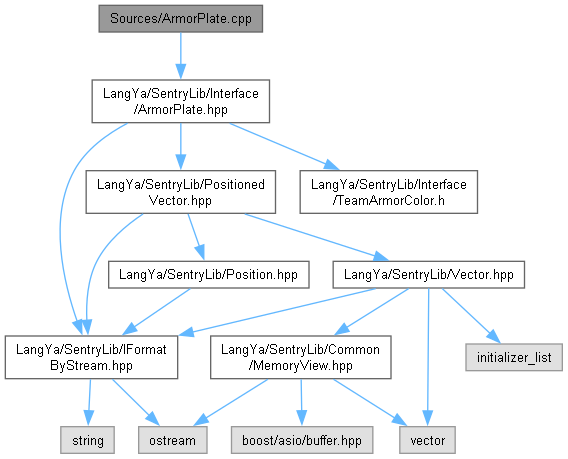 Sources/ArmorPlate.cpp
LangYa/SentryLib/Interface
/ArmorPlate.hpp
LangYa/SentryLib/Positioned
Vector.hpp
LangYa/SentryLib/Interface
/TeamArmorColor.h
LangYa/SentryLib/Position.hpp
LangYa/SentryLib/Vector.hpp
LangYa/SentryLib/IFormat
ByStream.hpp
LangYa/SentryLib/Common
/MemoryView.hpp
initializer_list
string
ostream
boost/asio/buffer.hpp
vector